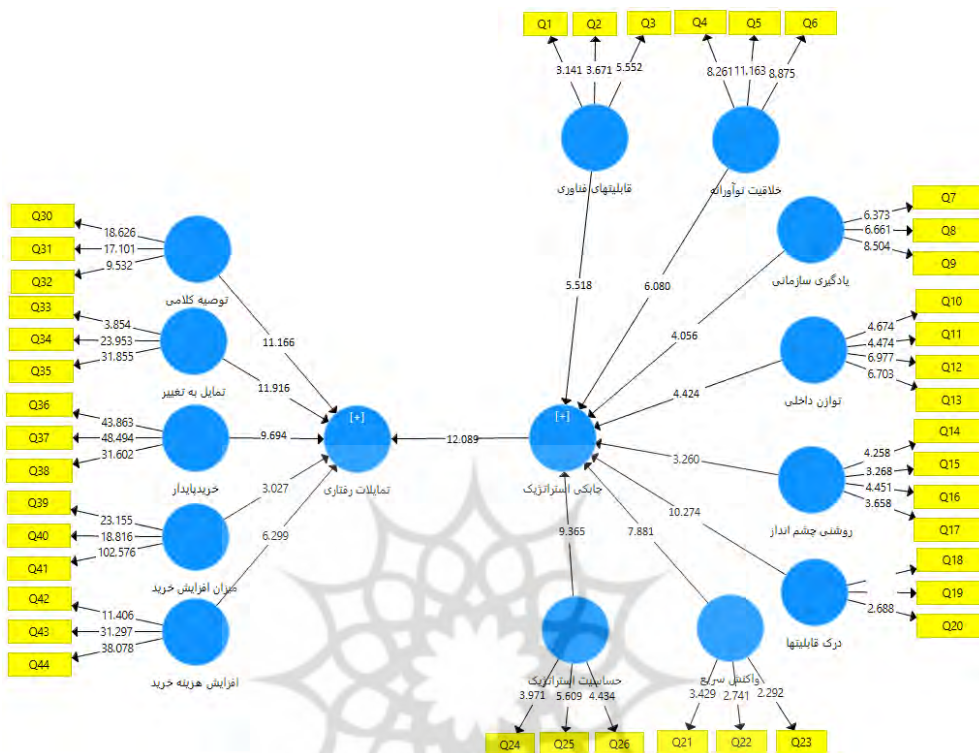 Q1 Q2 Q3 Q4 Q5 Q6
3.141 3.671 5.552 8.261 11.163 8.875
قابلیتهای فناوری
خلاقیت نوآورانه
Q7
Q8
Q9
6.373
6.661
8.504
یادگیری سازمانی
Q10
Q11
Q12
Q13
4.674
4.474
6.977
6.703
توازن داخلی
Q14
Q15
Q16
Q17
4.258
3.268
4.451
3.658
روشنی چشم انداز
Q18
Q19
Q20
2.688
درک قابلیتها
5.518
6.080
4.056
4.424
3.260
10.274
7.881
9.365
[+]
چابکی استراتژیک
12.089
[+]
تمایلات رفتاری
Q30
Q31
Q32
18.626
17.101
9.532
توصیه کلامی
11.166
Q33
Q34
Q35
3.854
23.953
31.855
تمایل به تغییر
11.916
Q36
Q37
Q38
43.863
48.494
31.602
خریدپایدار
9.694
Q39
Q40
Q41
23.155
18.816
102.576
میزان افزایش خرید
3.027
Q42
Q43
Q44
11.406
31.297
38.078
افزایش هزینه خرید
6.299
حساسیت استراتژیک
3.971 5.609 4.434
Q24 Q25 Q26
واکنش سریع
3.429 2.741 2.292
Q21 Q22 Q23